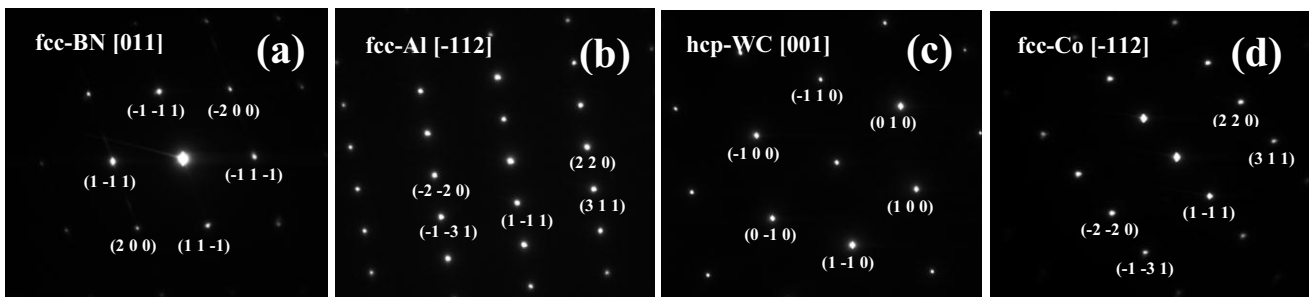 fcc-BN [011]
(a)
(-1 -1 1)
(-2 0 0)
(1 -1 1)
(-1 1 -1)
(2 0 0)
(1 1 -1)
fcc-Al [-112]
(b)
(2 2 0)
(-2 -2 0)
(3 1 1)
(1 -1 1)
(-1 -3 1)
hcp-WC [001]
(c)
(-1 1 0)
(0 1 0)
(-1 0 0)
(1 0 0)
(0 -1 0)
(1 -1 0)
fcc-Co [-112]
(d)
(2 2 0)
(3 1 1)
(1 -1 1)
(-2 -2 0)
(-1 -3 1)